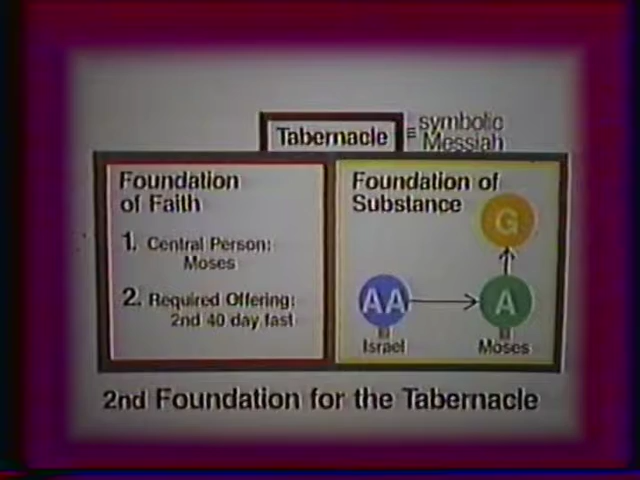 Tabernacle ≡ symbolic
Messiah
Foundation
of Faith
1. Central Person:
Moses
2. Required Offering:
2nd 40 day fast
Foundation of
Substance
G
AA
A
Israel
Moses
2nd Foundation for the Tabernacle